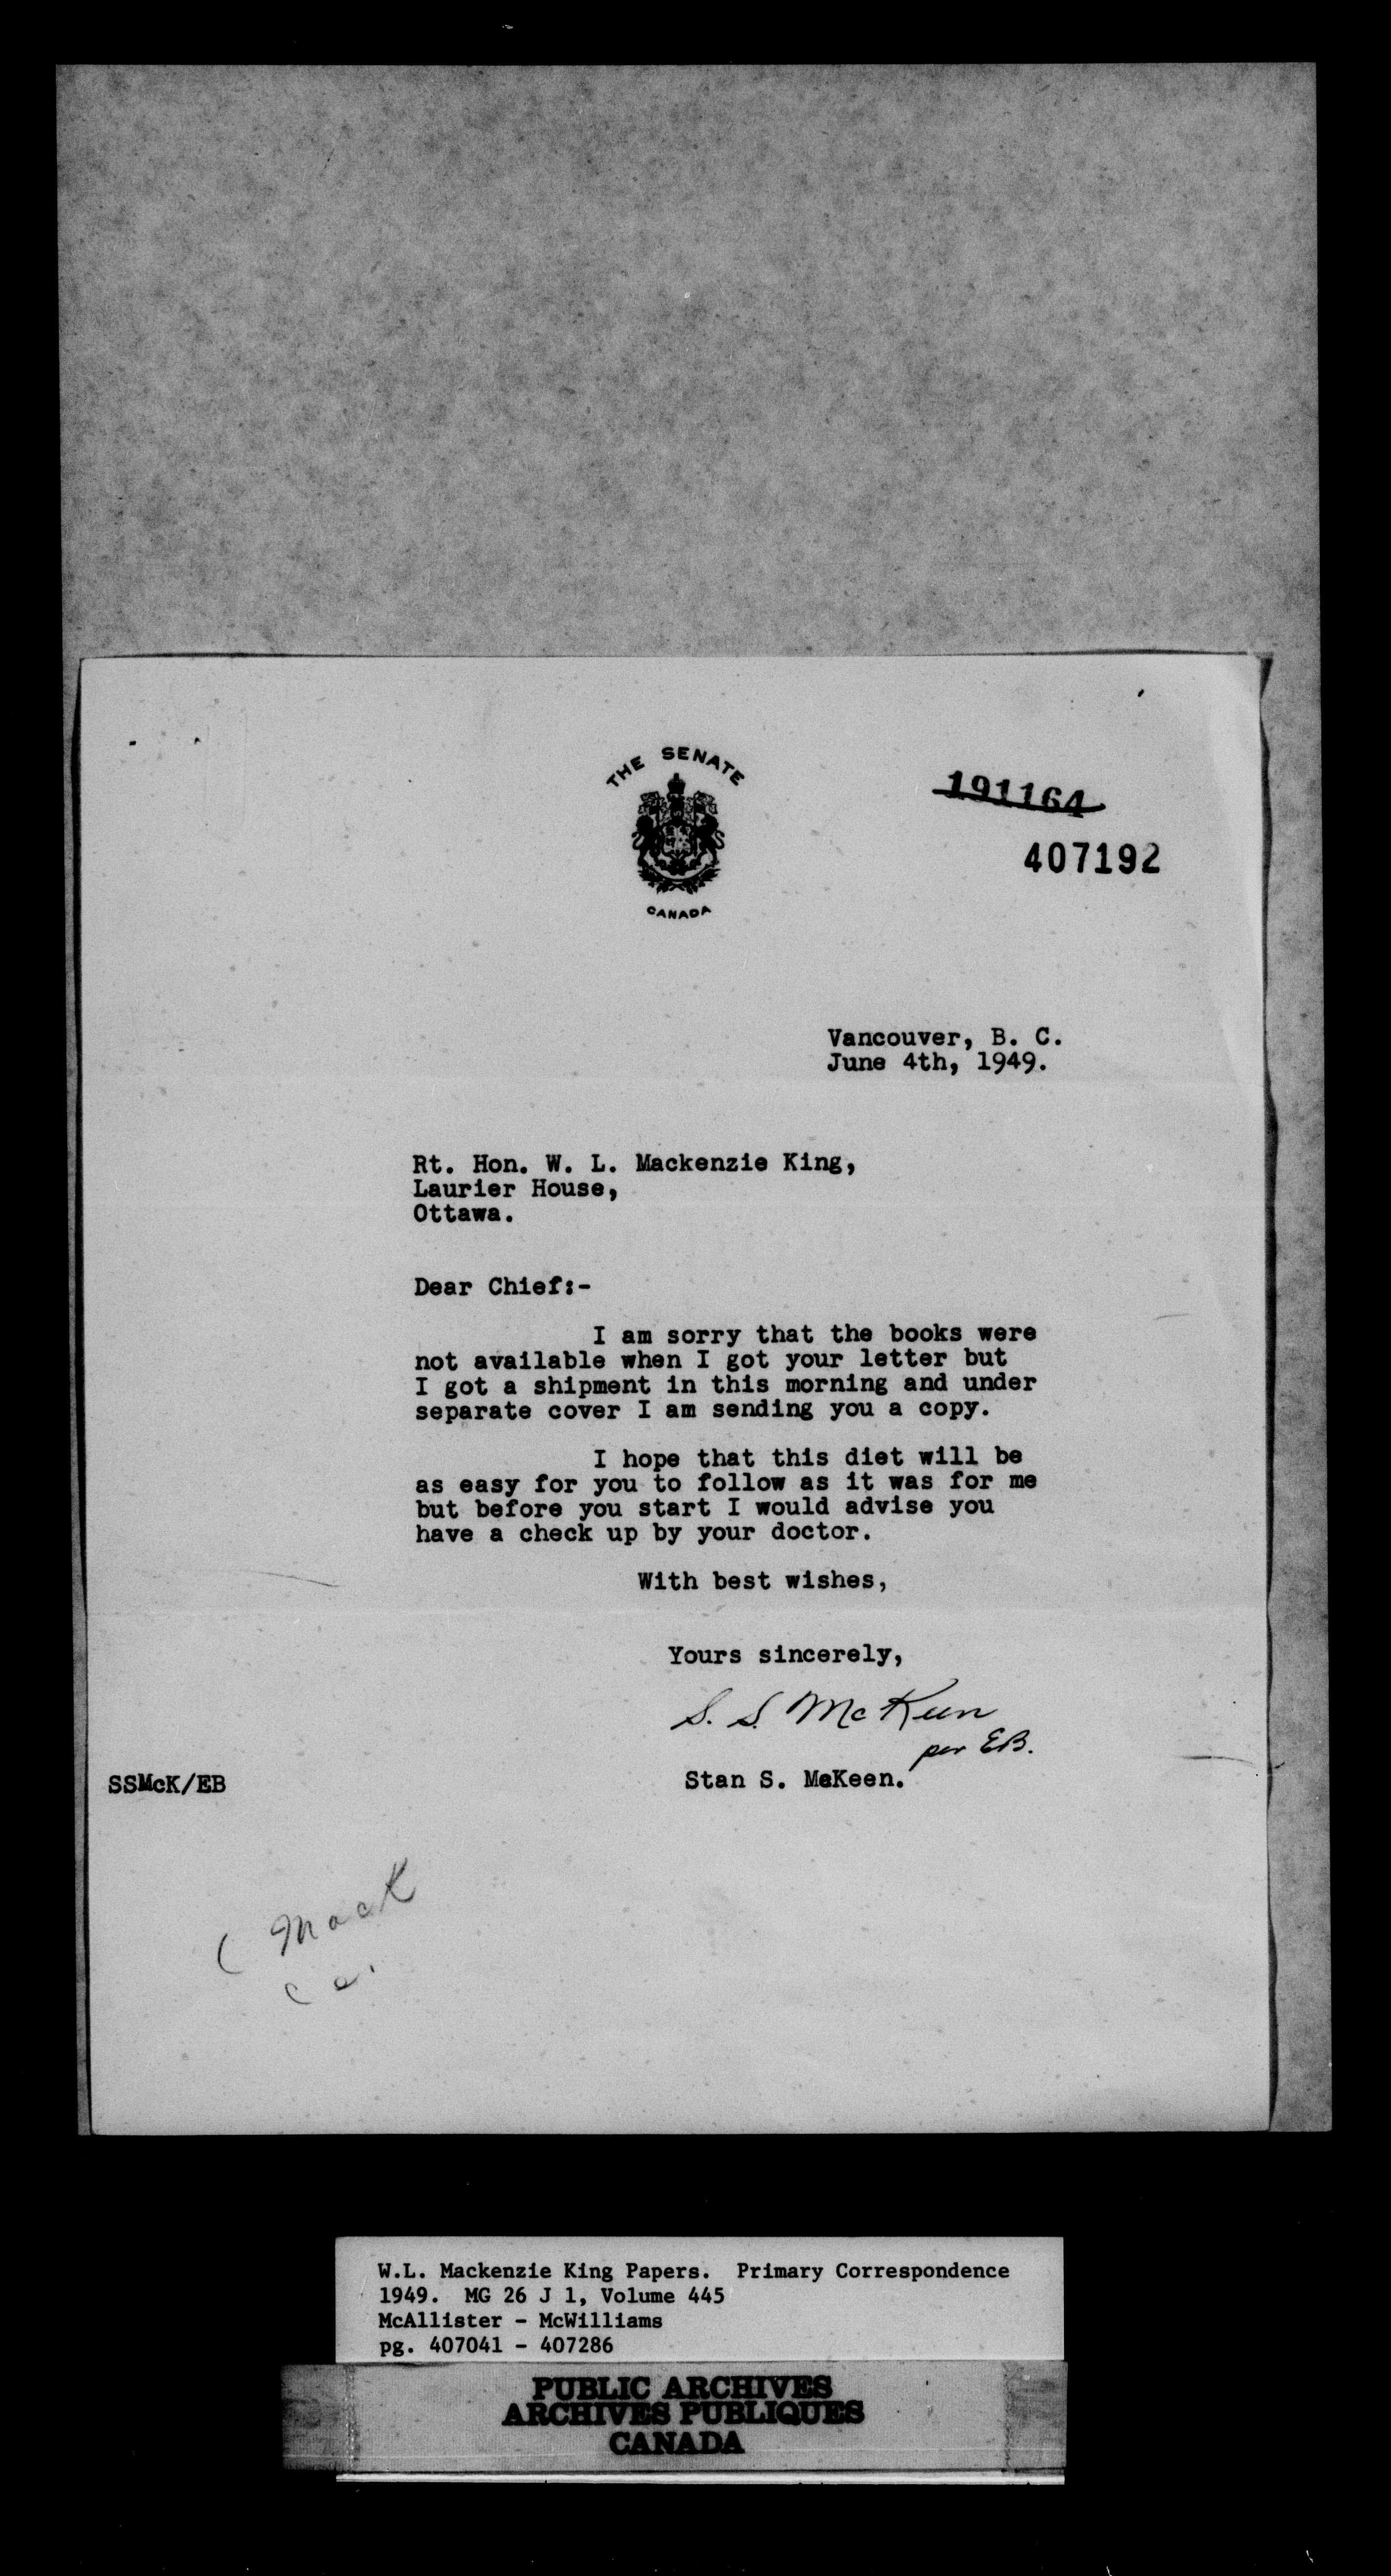 THE SENATE
CANADA
191164
407192
Vancouver, B. C.
June 4th, 1949.
Rt. Hon. W. L. Mackenzie King,
Laurier House,
Ottawa.
Dear Chief:-
I am sorry that the books were
not available when I got your letter but
I got a shipment in this morning and under
separate cover I am sending you a copy.
I hope that this diet will be
as easy for you to follow as it was for me
but before you start I would advise you
have a check up by your doctor.
With best wishes,
Yours sincerely,
S. S. McKeen
per EB.
Stan S. McKeen.
SSMcK/EB
Mack
W.L. Mackenzie King Papers. Primary Correspondence
1949. MG 26 J 1, Volume 445
McAllister - McWilliams
pg. 407041 - 407286
PUBLIC ARCHIVES
ARCHIVES PUBLIQUES
CANADA